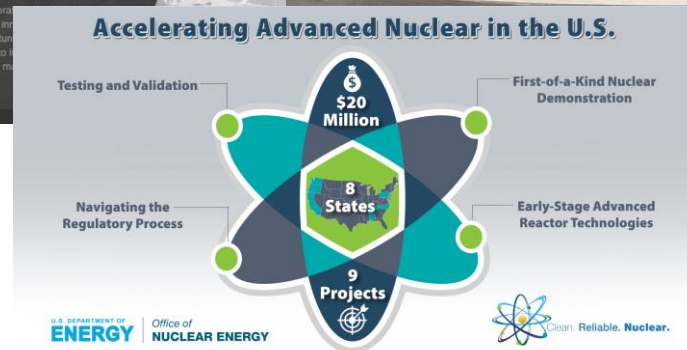 Accelerating Advanced Nuclear in the U.S.
Testing and Validation
$
$20
Million
First-of-a-Kind Nuclear
Demonstration
8
States
Navigating the
Regulatory Process
Early-Stage Advanced
Reactor Technologies
9
Projects
U.S. DEPARTMENT OF
ENERGY
Office of
NUCLEAR ENERGY
Clean. Reliable. Nuclear.